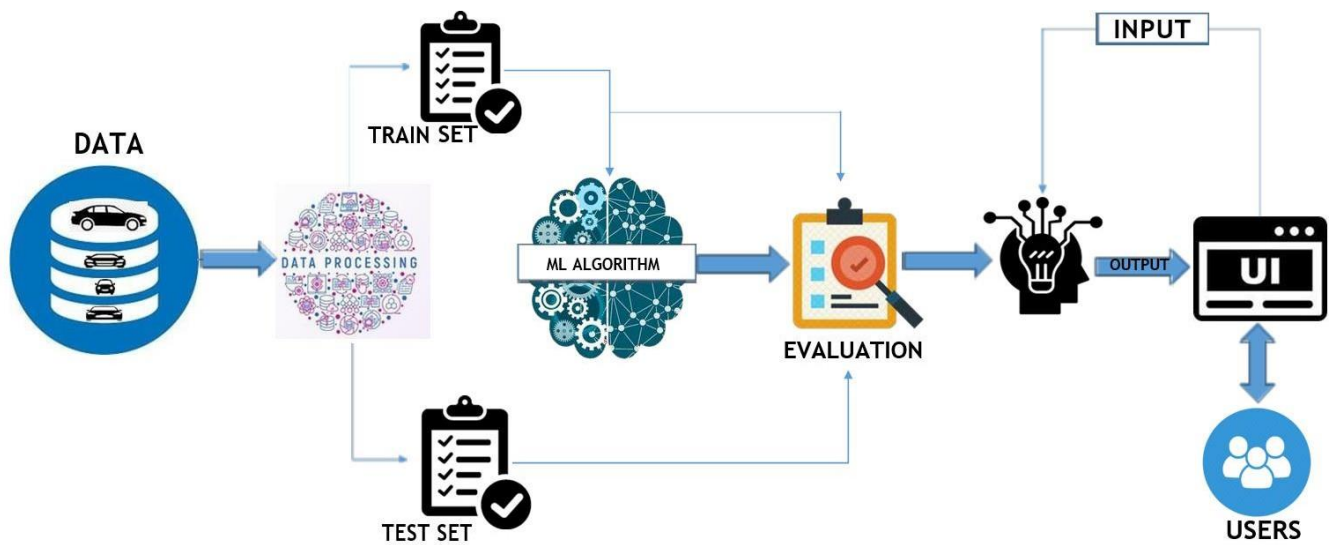 INPUT
TRAIN SET
DATA
DATA PROCESSING
ML ALGORITHM
OUTPUT
UI
EVALUATION
TEST SET
USERS